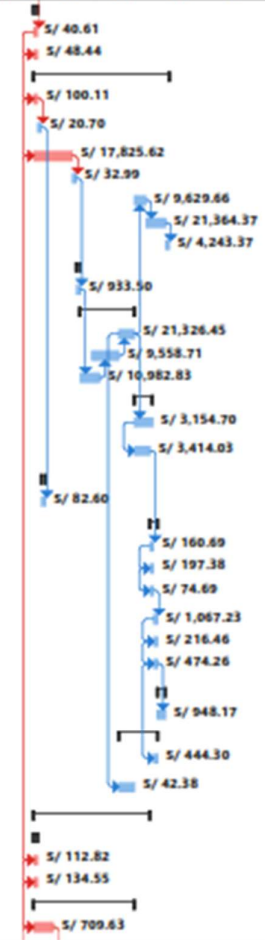 S/ 40.61
S/ 48.44
S/ 100.11
S/ 20.70
S/ 17,825.62
S/ 32.99
S/ 9,629.66
S/ 21,364.37
S/ 4,243.37
S/ 933.50
S/ 21,326.45
S/ 9,558.71
S/ 10,982.83
S/ 3,154.70
S/ 3,414.03
S/ 82.60
S/ 160.69
S/ 197.38
S/ 74.69
S/ 1,067.23
S/ 216.46
S/ 474.26
S/ 948.17
S/ 444.30
S/ 42.38
S/ 112.82
S/ 134.55
S/ 709.63